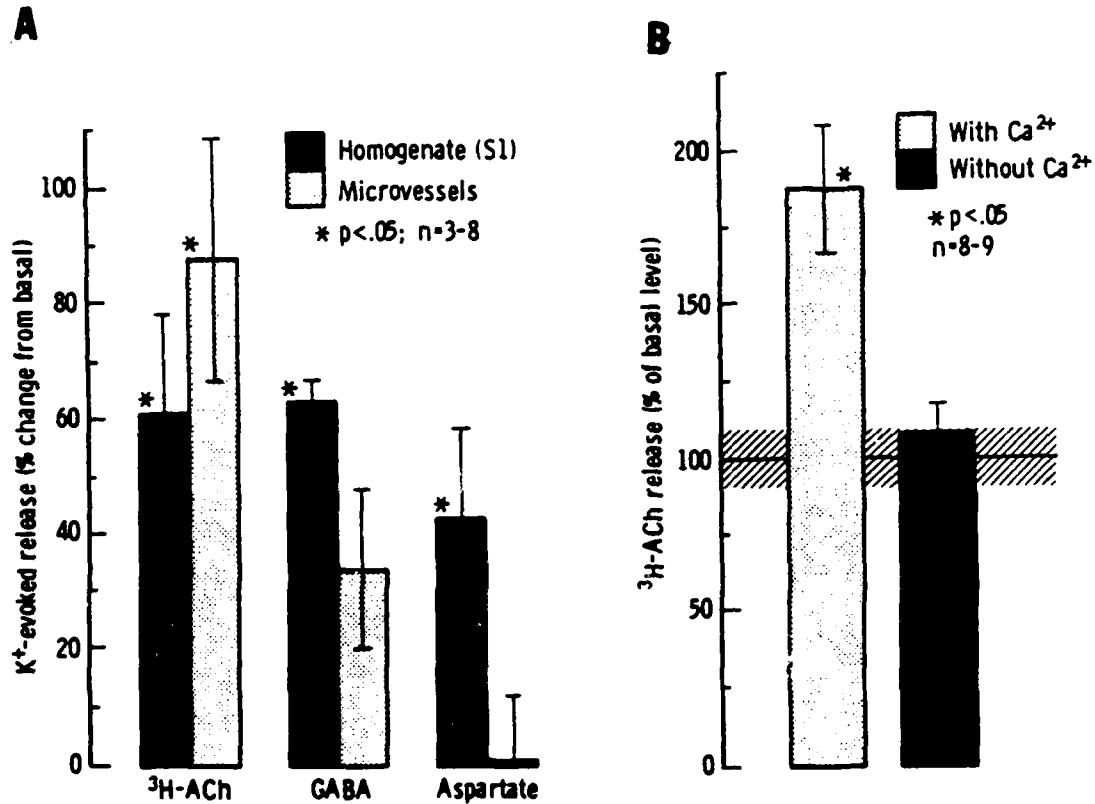 A
K⁺-evoked release (% change from basal)
100
80
60
40
20
0
Homogenate (S1)
Microvessels
* p<.05; n=3-8
*
*
*
*
³H-ACh
GABA
Aspartate
B
³H-ACh release (% of basal level)
200
150
100
50
0
With Ca²⁺
Without Ca²⁺
* p<.05
n=8-9
*